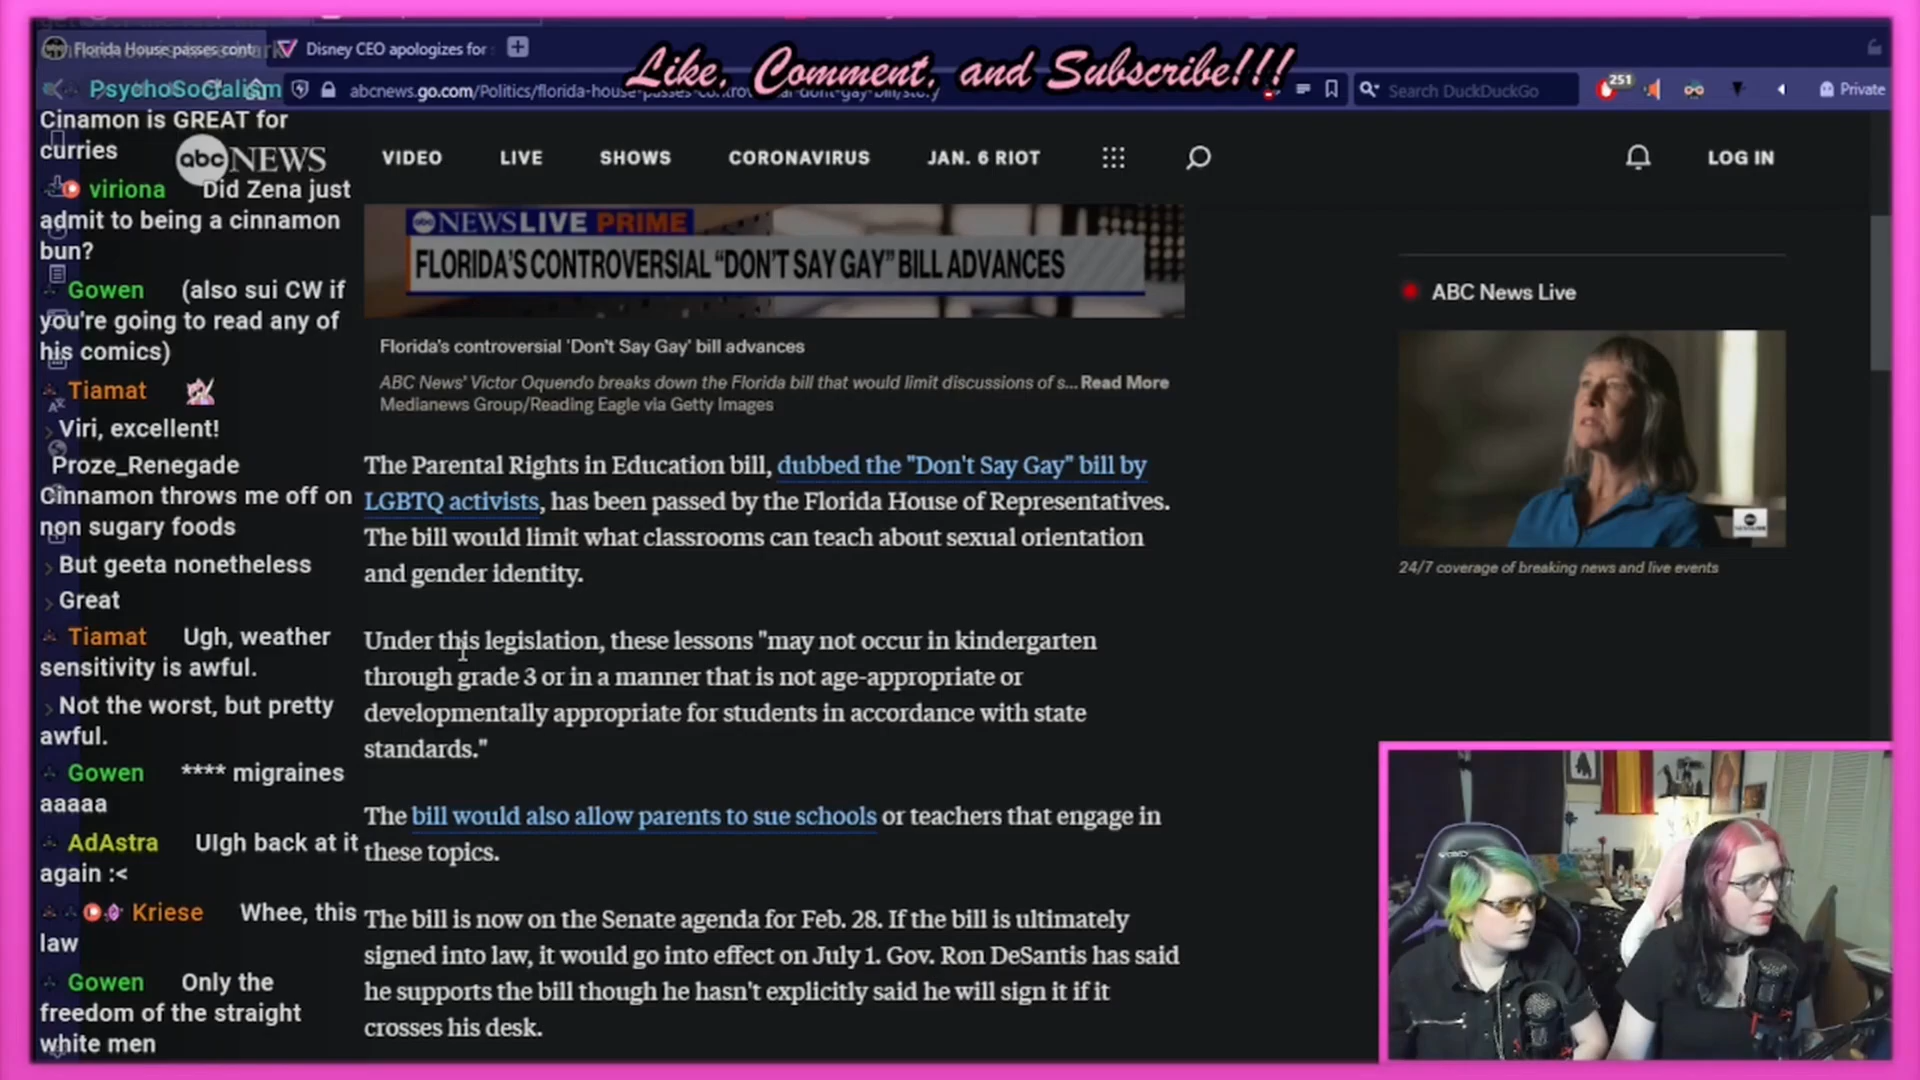 Florida House passes cont
Disney CEO apologizes for
Like, Comment, and Subscribe!!!
abcnews.go.com/Politics/florida-house-passes-controversial-dont-say-gay-bill/story
Search DuckDuckGo
251
Private
PsychoSocialism
Cinamon is GREAT for
curries
viriona Did Zena just
admit to being a cinnamon
bun?
Gowen (also sui CW if
you're going to read any of
his comics)
Tiamat
Viri, excellent!
Proze_Renegade
Cinnamon throws me off on
non sugary foods
But geeta nonetheless
Great
Tiamat Ugh, weather
sensitivity is awful.
Not the worst, but pretty
awful.
Gowen **** migraines
aaaaa
AdAstra UIgh back at it
again :<
Kriese Whee, this
law
Gowen Only the
freedom of the straight
white men
abc NEWS
VIDEO
LIVE
SHOWS
CORONAVIRUS
JAN. 6 RIOT
LOG IN
abc NEWS LIVE PRIME
FLORIDA'S CONTROVERSIAL "DON'T SAY GAY" BILL ADVANCES
Florida's controversial 'Don't Say Gay' bill advances
ABC News' Victor Oquendo breaks down the Florida bill that would limit discussions of s... Read More
Medianews Group/Reading Eagle via Getty Images
The Parental Rights in Education bill, dubbed the "Don't Say Gay" bill by
LGBTQ activists, has been passed by the Florida House of Representatives.
The bill would limit what classrooms can teach about sexual orientation
and gender identity.
Under this legislation, these lessons "may not occur in kindergarten
through grade 3 or in a manner that is not age-appropriate or
developmentally appropriate for students in accordance with state
standards."
The bill would also allow parents to sue schools or teachers that engage in
these topics.
The bill is now on the Senate agenda for Feb. 28. If the bill is ultimately
signed into law, it would go into effect on July 1. Gov. Ron DeSantis has said
he supports the bill though he hasn't explicitly said he will sign it if it
crosses his desk.
ABC News Live
24/7 coverage of breaking news and live events